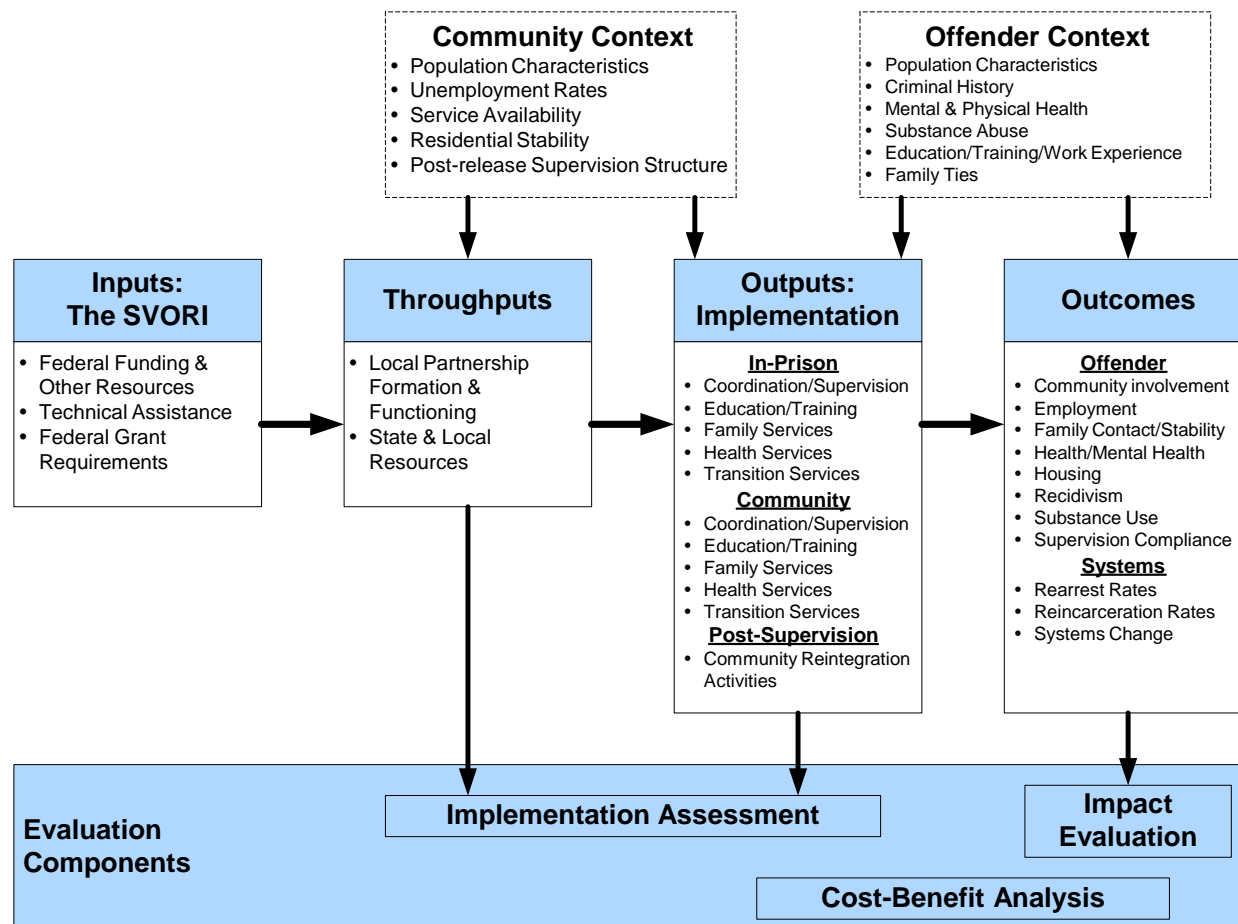 Community Context
• Population Characteristics
• Unemployment Rates
• Service Availability
• Residential Stability
• Post-release Supervision Structure
Offender Context
• Population Characteristics
• Criminal History
• Mental & Physical Health
• Substance Abuse
• Education/Training/Work Experience
• Family Ties
Inputs:
The SVORI
• Federal Funding &
Other Resources
• Technical Assistance
• Federal Grant
Requirements
Throughputs
• Local Partnership
Formation &
Functioning
• State & Local
Resources
Outputs:
Implementation
In-Prison
• Coordination/Supervision
• Education/Training
• Family Services
• Health Services
• Transition Services
Community
• Coordination/Supervision
• Education/Training
• Family Services
• Health Services
• Transition Services
Post-Supervision
• Community Reintegration
Activities
Outcomes
Offender
• Community involvement
• Employment
• Family Contact/Stability
• Health/Mental Health
• Housing
• Recidivism
• Substance Use
• Supervision Compliance
Systems
• Rearrest Rates
• Reincarceration Rates
• Systems Change
Evaluation
Components
Implementation Assessment
Impact
Evaluation
Cost-Benefit Analysis